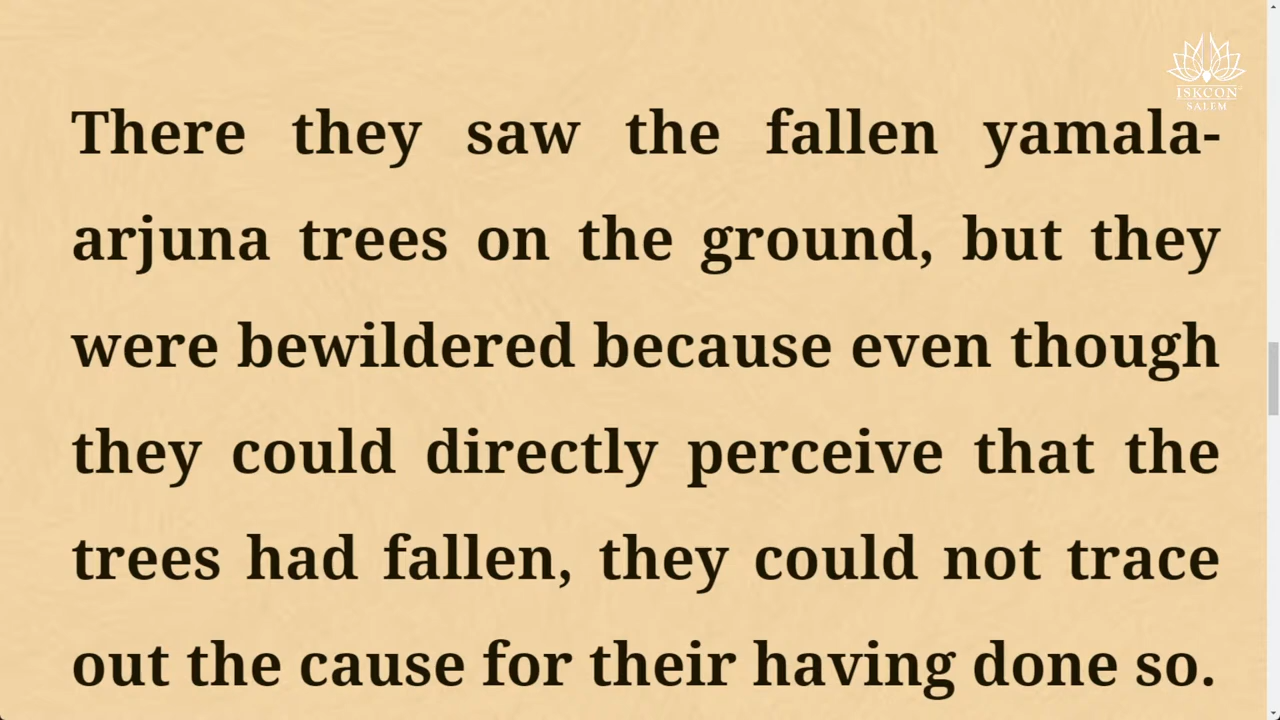 ISKCON
SALEM
There they saw the fallen yamala-
arjuna trees on the ground, but they
were bewildered because even though
they could directly perceive that the
trees had fallen, they could not trace
out the cause for their having done so.